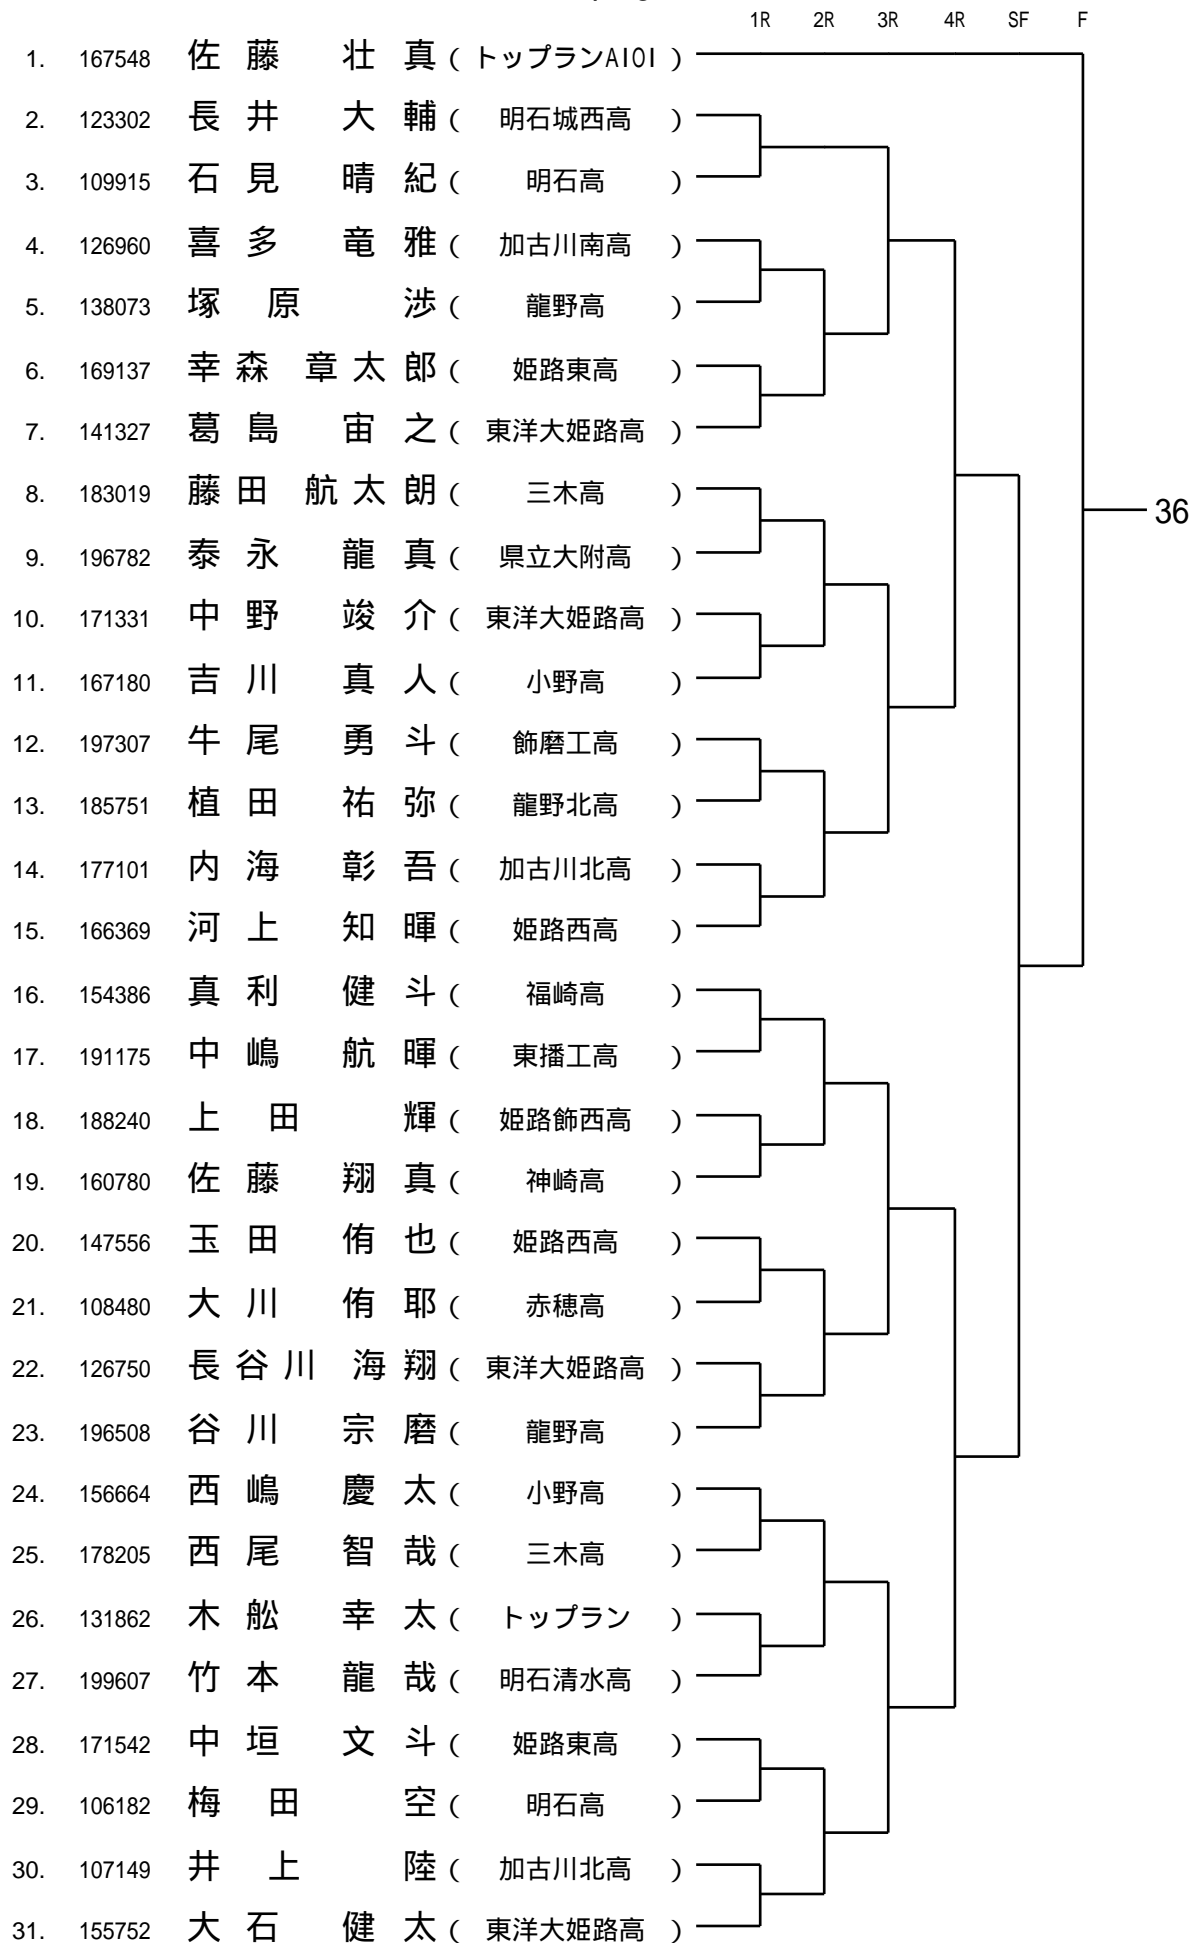 1R 2R 3R 4R SF F
1. 167548 佐藤 壮真 ( トップランAIOI )
2. 123302 長井 大輔 ( 明石城西高 )
3. 109915 石見 晴紀 ( 明石高 )
4. 126960 喜多 竜雅 ( 加古川南高 )
5. 138073 塚原 渉 ( 龍野高 )
6. 169137 幸森 章太郎 ( 姫路東高 )
7. 141327 葛島 宙之 ( 東洋大姫路高 )
8. 183019 藤田 航太朗 ( 三木高 )
36
9. 196782 泰永 龍真 ( 県立大附高 )
10. 171331 中野 竣介 ( 東洋大姫路高 )
11. 167180 吉川 真人 ( 小野高 )
12. 197307 牛尾 勇斗 ( 飾磨工高 )
13. 185751 植田 祐弥 ( 龍野北高 )
14. 177101 内海 彰吾 ( 加古川北高 )
15. 166369 河上 知暉 ( 姫路西高 )
16. 154386 真利 健斗 ( 福崎高 )
17. 191175 中嶋 航暉 ( 東播工高 )
18. 188240 上田 輝 ( 姫路飾西高 )
19. 160780 佐藤 翔真 ( 神崎高 )
20. 147556 玉田 侑也 ( 姫路西高 )
21. 108480 大川 侑耶 ( 赤穂高 )
22. 126750 長谷川 海翔 ( 東洋大姫路高 )
23. 196508 谷川 宗磨 ( 龍野高 )
24. 156664 西嶋 慶太 ( 小野高 )
25. 178205 西尾 智哉 ( 三木高 )
26. 131862 木舩 幸太 ( トップラン )
27. 199607 竹本 龍哉 ( 明石清水高 )
28. 171542 中垣 文斗 ( 姫路東高 )
29. 106182 梅田 空 ( 明石高 )
30. 107149 井上 陸 ( 加古川北高 )
31. 155752 大石 健太 ( 東洋大姫路高 )